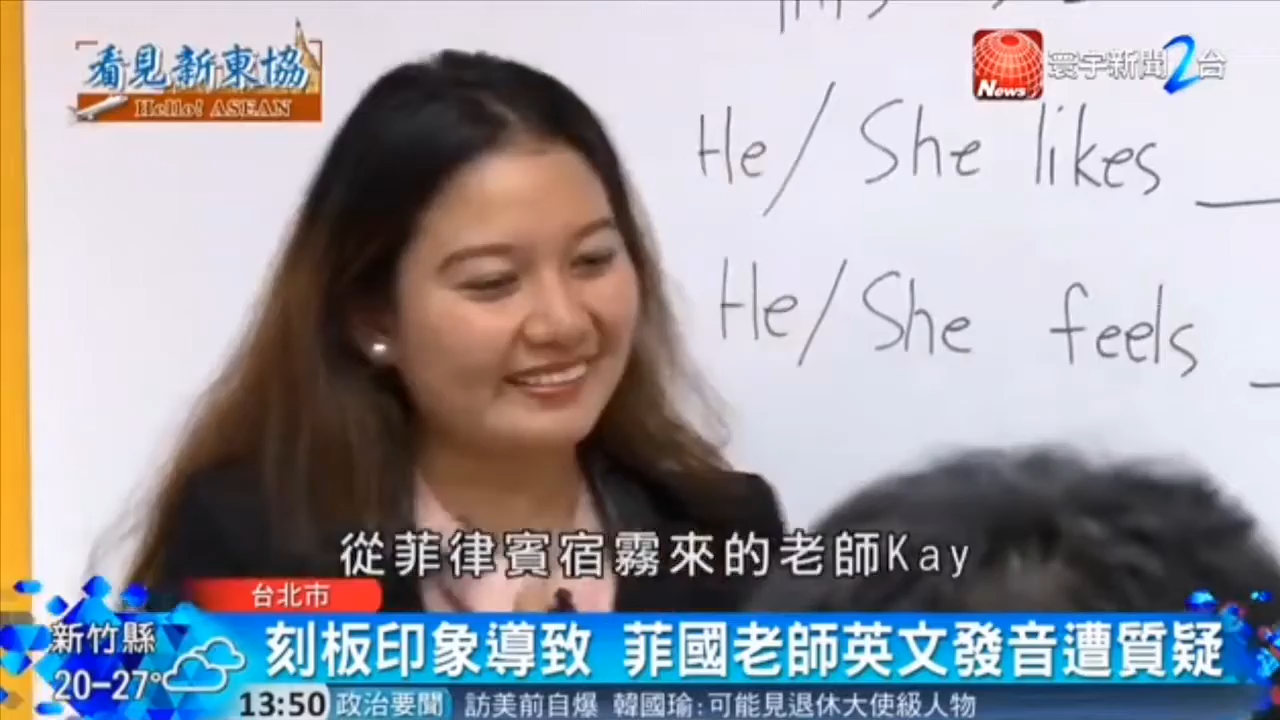 看見新東協
Hello! ASEAN
News
寰宇新聞2台
He/She likes
He/She feels
從菲律賓宿霧來的老師Kay
台北市
刻板印象導致 菲國老師英文發音遭質疑
新竹縣
20-27°
13:50 政治要聞 訪美前自爆 韓國瑜:可能見退休大使級人物